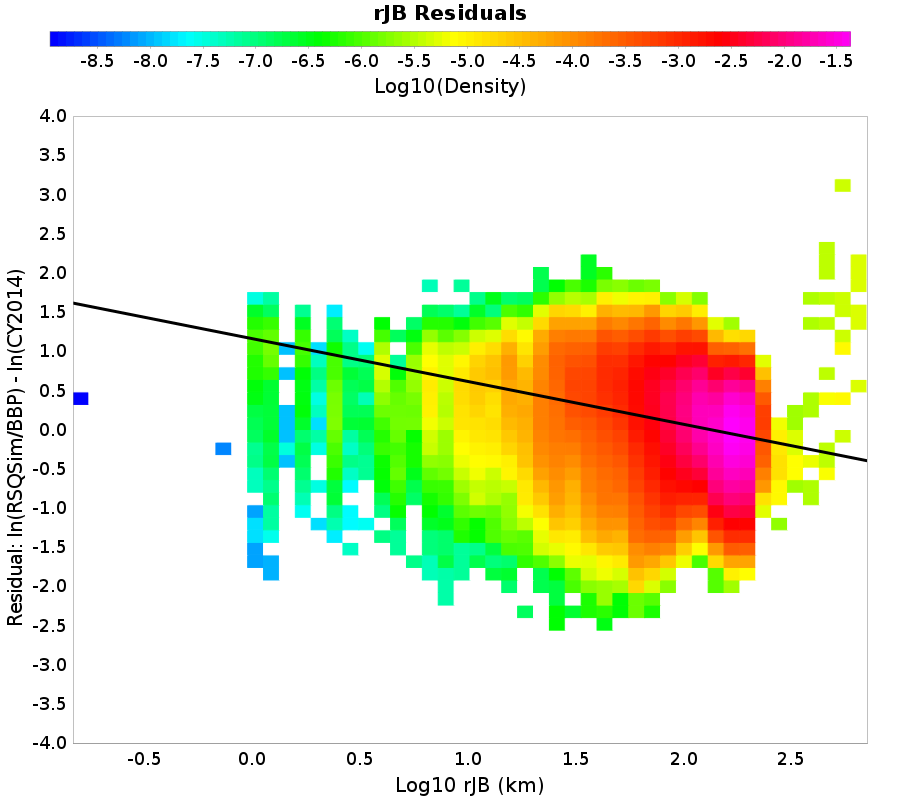 rJB Residuals
-8.5 -8.0 -7.5 -7.0 -6.5 -6.0 -5.5 -5.0 -4.5 -4.0 -3.5 -3.0 -2.5 -2.0 -1.5
Log10(Density)
Residual: ln(RSQSim/BBP) - ln(CY2014)
4.0
3.5
3.0
2.5
2.0
1.5
1.0
0.5
0.0
-0.5
-1.0
-1.5
-2.0
-2.5
-3.0
-3.5
-4.0
-0.5 0.0 0.5 1.0 1.5 2.0 2.5
Log10 rJB (km)